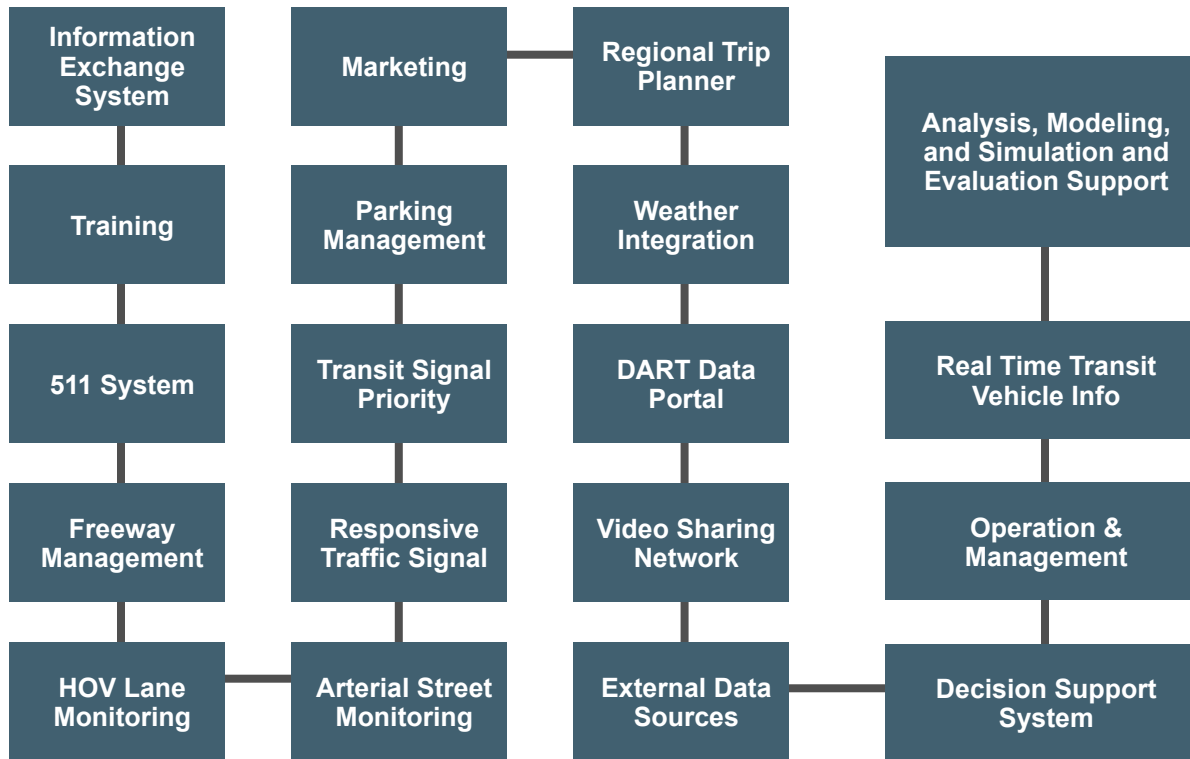 Information
Exchange
System
Training
511 System
Freeway
Management
HOV Lane
Monitoring
Marketing
Parking
Management
Transit Signal
Priority
Responsive
Traffic Signal
Arterial Street
Monitoring
Regional Trip
Planner
Weather
Integration
DART Data
Portal
Video Sharing
Network
External Data
Sources
Analysis, Modeling,
and Simulation and
Evaluation Support
Real Time Transit
Vehicle Info
Operation &
Management
Decision Support
System